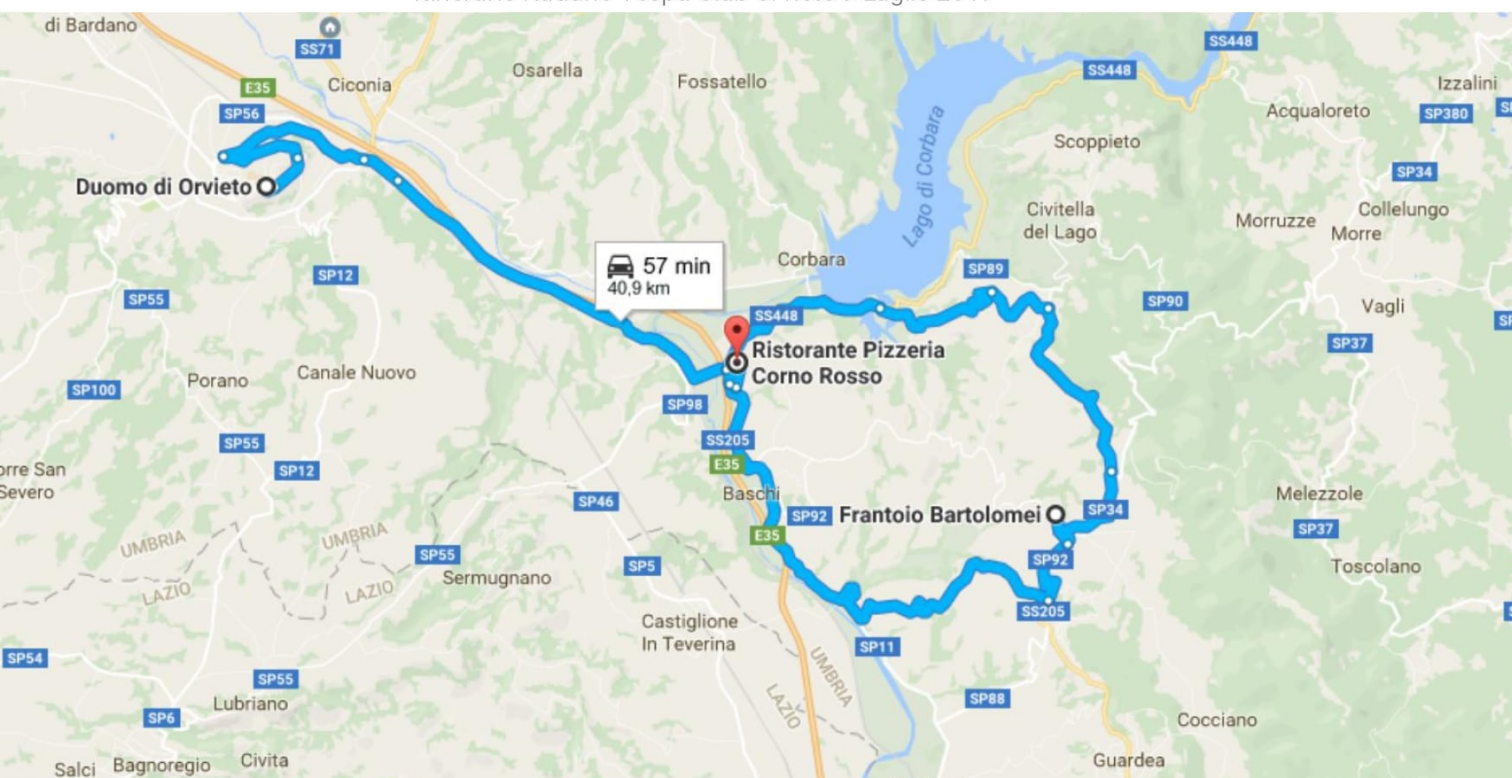 di Bardano
SS71
SS448
Ciconia
Osarella
Fossatello
SS448
Izzalini
E35
SP56
Acqualoreto
SP380
Scoppieto
SP34
Duomo di Orvieto
Lago di Corbara
Civitella
del Lago
Collelungo
Morruzze
Morre
Corbara
57 min
40,9 km
SP12
SP89
SP55
SP90
Vagli
SS448
SP37
Ristorante Pizzeria
Corno Rosso
Porano
Canale Nuovo
SP100
SP98
SP55
SS205
SP12
E35
Severo
Baschi
Melezzole
SP46
SP92
Frantoio Bartolomei
SP34
SP37
E35
UMBRIA
UMBRIA
LAZIO
LAZIO
SP55
Sermugnano
SP5
SP92
Toscolano
SS205
Castiglione
In Teverina
SP11
UMBRIA
LAZIO
SP54
SP55
Lubriano
SP6
SP88
Cocciano
Salci
Bagnoregio
Civita
Guardea